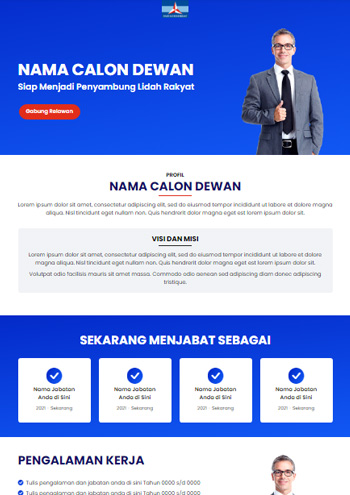 NAMA CALON DEWAN
Siap Menjadi Penyambung Lidah Rakyat
Gabung Relawan
PROFIL
NAMA CALON DEWAN
Lorem ipsum dolor sit amet, consectetur adipiscing elit, sed do eiusmod tempor incididunt ut labore et dolore magna
aliqua. Nisl tincidunt eget nullam non. Quis hendrerit dolor magna eget est lorem ipsum dolor sit.
VISI DAN MISI
Lorem ipsum dolor sit amet, consectetur adipiscing elit, sed do eiusmod tempor incididunt ut labore et dolore
magna aliqua. Nisl tincidunt eget nullam non. Quis hendrerit dolor magna eget est lorem ipsum dolor sit.
Volutpat odio facilisis mauris sit amet massa. Commodo odio aenean sed adipiscing diam donec adipiscing
tristique.
SEKARANG MENJABAT SEBAGAI
Nama Jabatan
Anda di Sini
2021 - Sekarang
Nama Jabatan
Anda di Sini
2021 - Sekarang
Nama Jabatan
Anda di Sini
2021 - Sekarang
Nama Jabatan
Anda di Sini
2021 - Sekarang
PENGALAMAN KERJA
Tulis pengalaman dan jabatan anda di sini Tahun 0000 s/d 0000
Tulis pengalaman dan jabatan anda di sini Tahun 0000 s/d 0000